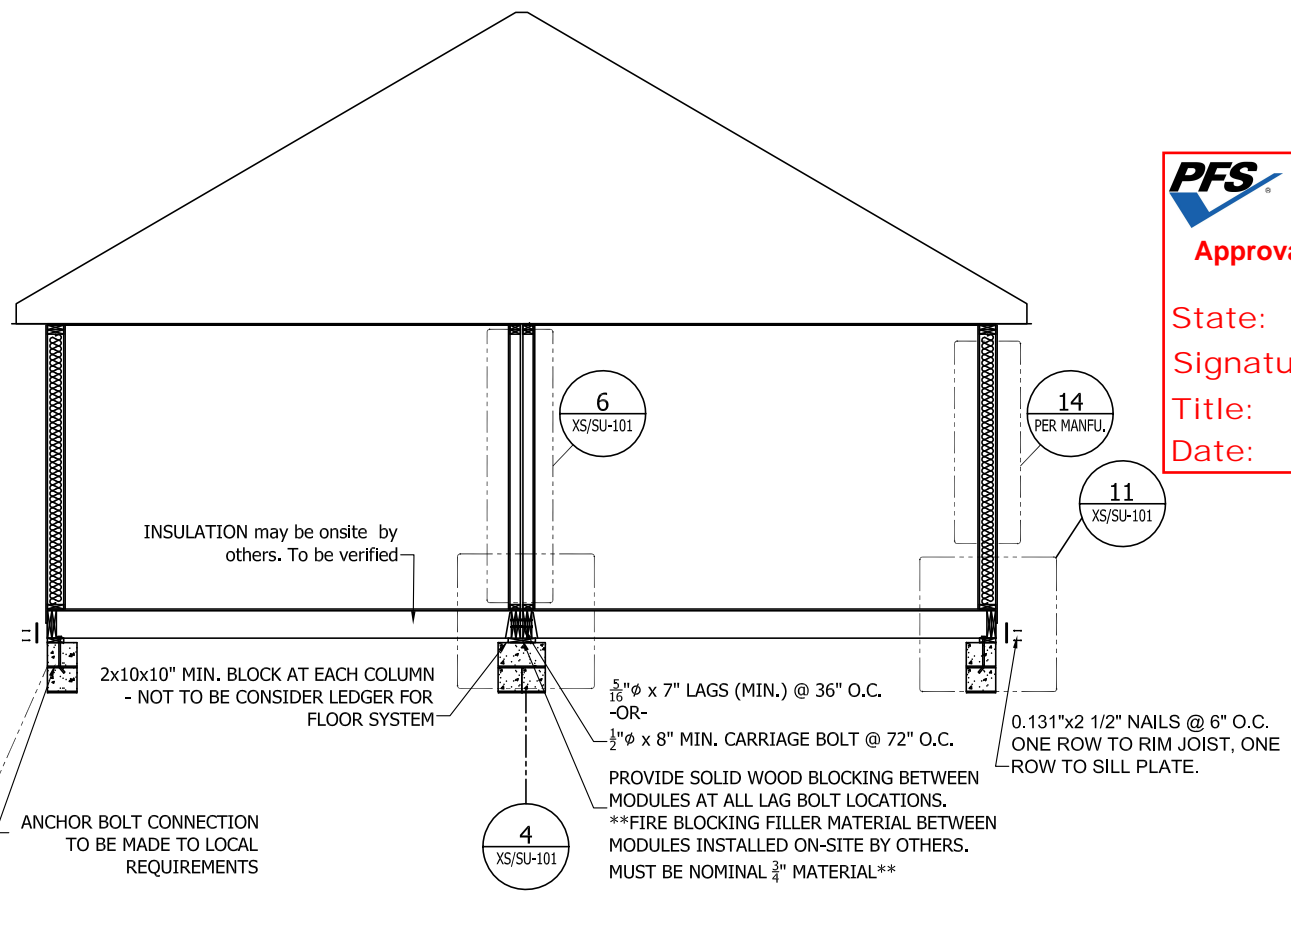 PFS
®
Approva
State:
Signatu
Title:
Date:
6
XS/SU-101
14
PER MANFU.
11
XS/SU-101
INSULATION may be onsite by
others. To be verified
2x10x10" MIN. BLOCK AT EACH COLUMN
- NOT TO BE CONSIDER LEDGER FOR
FLOOR SYSTEM
5/16"ø x 7" LAGS (MIN.) @ 36" O.C.
-OR-
1/2"ø x 8" MIN. CARRIAGE BOLT @ 72" O.C.
0.131"x2 1/2" NAILS @ 6" O.C.
ONE ROW TO RIM JOIST, ONE
ROW TO SILL PLATE.
PROVIDE SOLID WOOD BLOCKING BETWEEN
MODULES AT ALL LAG BOLT LOCATIONS.
**FIRE BLOCKING FILLER MATERIAL BETWEEN
MODULES INSTALLED ON-SITE BY OTHERS.
MUST BE NOMINAL 3/4" MATERIAL**
ANCHOR BOLT CONNECTION
TO BE MADE TO LOCAL
REQUIREMENTS
4
XS/SU-101